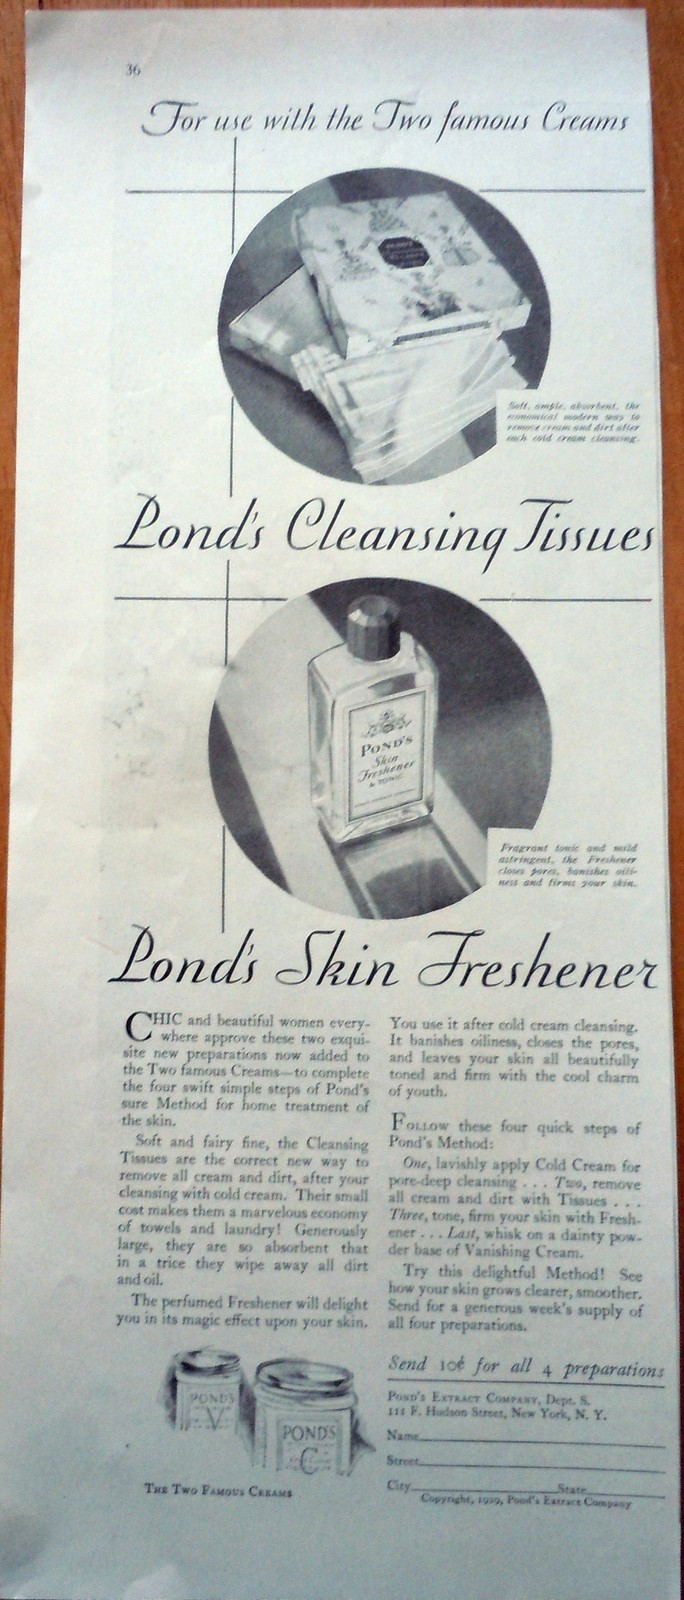 36
For use with the Two famous Creams
Soft, ample, absorbent, the
economical modern way to
remove cream and dirt after
each cold cream cleansing.
Pond's Cleansing Tissues
POND'S
Skin
Freshener
& TONIC
Fragrant tonic and mild
astringent, the Freshener
closes pores, banishes oili-
ness and firms your skin.
Pond's Skin Freshener
CHIC and beautiful women every-
where approve these two exqui-
site new preparations now added to
the Two famous Creams—to complete
the four swift simple steps of Pond's
sure Method for home treatment of
the skin.
Soft and fairy fine, the Cleansing
Tissues are the correct new way to
remove all cream and dirt, after your
cleansing with cold cream. Their small
cost makes them a marvelous economy
of towels and laundry! Generously
large, they are so absorbent that
in a trice they wipe away all dirt
and oil.
The perfumed Freshener will delight
you in its magic effect upon your skin.
You use it after cold cream cleansing.
It banishes oiliness, closes the pores,
and leaves your skin all beautifully
toned and firm with the cool charm
of youth.
FOLLOW these four quick steps of
Pond's Method:
One, lavishly apply Cold Cream for
pore-deep cleansing . . . Two, remove
all cream and dirt with Tissues . . .
Three, tone, firm your skin with Fresh-
ener . . . Last, whisk on a dainty pow-
der base of Vanishing Cream.
Try this delightful Method! See
how your skin grows clearer, smoother.
Send for a generous week's supply of
all four preparations.
POND'S
V
POND'S
C
THE TWO FAMOUS CREAMS
Send 10¢ for all 4 preparations
POND'S EXTRACT COMPANY, Dept. S.
111 F. Hudson Street, New York, N. Y.
Name
Street
City State
Copyright, 1929, Pond's Extract Company